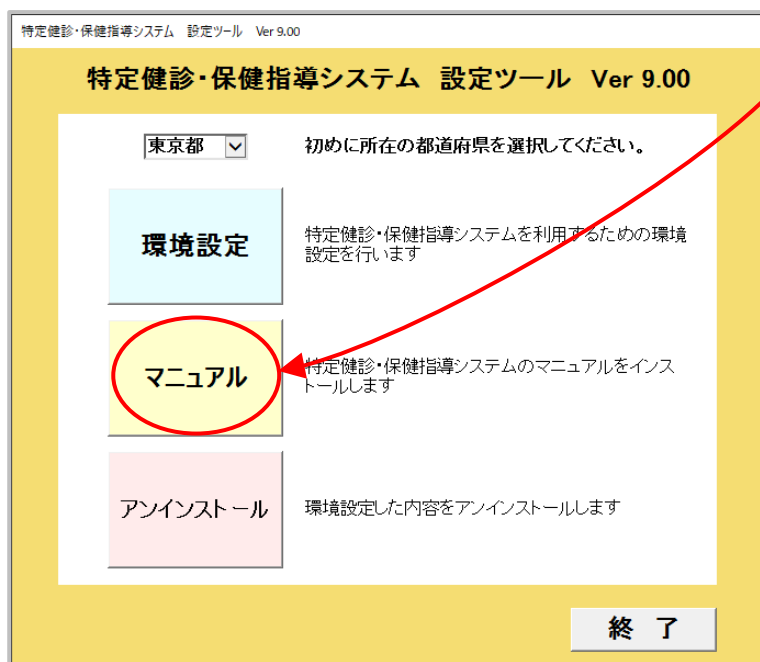 特定健診・保健指導システム 設定ツール Ver 9.00
特定健診・保健指導システム 設定ツール Ver 9.00
東京都
初めに所在の都道府県を選択してください。
環境設定
特定健診・保健指導システムを利用するための環境
設定を行います
マニュアル
特定健診・保健指導システムのマニュアルをインス
トールします
アンインストール
環境設定した内容をアンインストールします
終 了